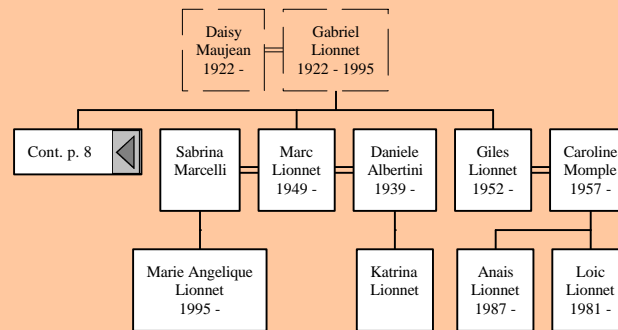 Daisy
Maujean
1922 -
Gabriel
Lionnet
1922 - 1995
Cont. p. 8
Sabrina
Marcelli
Marc
Lionnet
1949 -
Daniele
Albertini
1939 -
Giles
Lionnet
1952 -
Caroline
Momple
1957 -
Marie Angelique
Lionnet
1995 -
Katrina
Lionnet
Anais
Lionnet
1987 -
Loic
Lionnet
1981 -